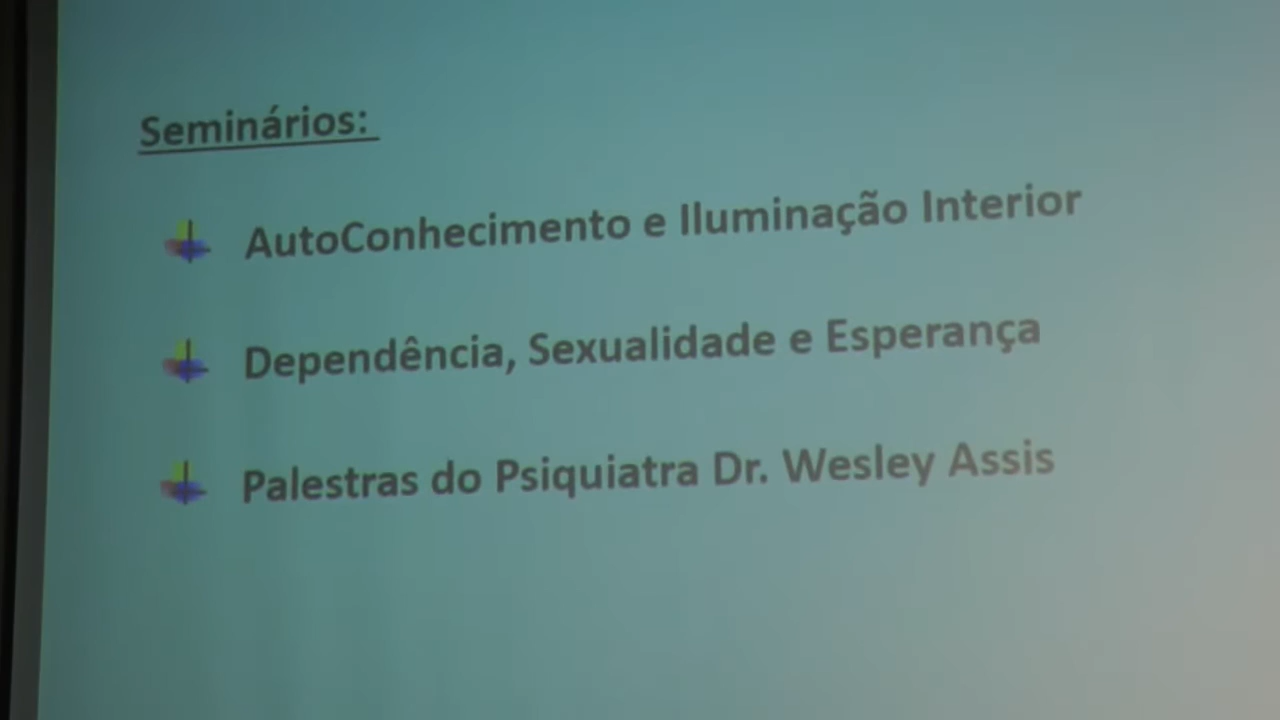 Seminários:
AutoConhecimento e Iluminação Interior
Dependência, Sexualidade e Esperança
Palestras do Psiquiatra Dr. Wesley Assis